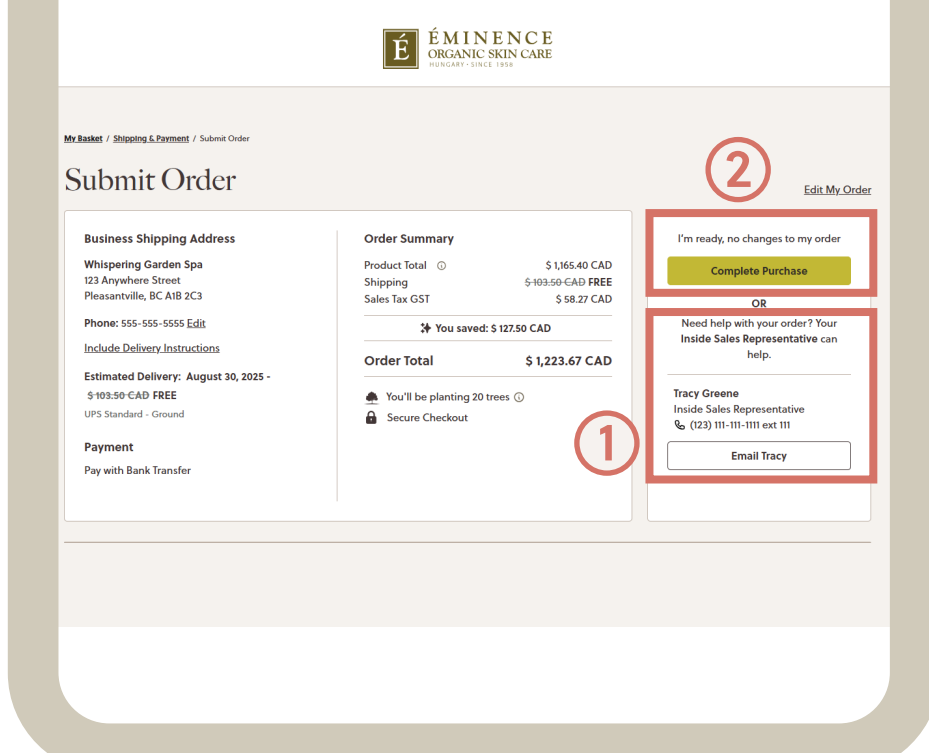 É
ÉMINENCE
ORGANIC SKIN CARE
HUNGARY · SINCE 1958
My Basket / Shipping & Payment / Submit Order
Submit Order
2
Edit My Order
Business Shipping Address
Whispering Garden Spa
123 Anywhere Street
Pleasantville, BC A1B 2C3
Phone: 555-555-5555 Edit
Include Delivery Instructions
Estimated Delivery: August 30, 2025 -
$ 103.50 CAD FREE
UPS Standard - Ground
Payment
Pay with Bank Transfer
Order Summary
Product Total $ 1,165.40 CAD
Shipping $ 103.50 CAD FREE
Sales Tax GST $ 58.27 CAD
You saved: $ 127.50 CAD
Order Total $ 1,223.67 CAD
You'll be planting 20 trees
Secure Checkout
1
I'm ready, no changes to my order
Complete Purchase
OR
Need help with your order? Your
Inside Sales Representative can
help.
Tracy Greene
Inside Sales Representative
(123) 111-111-1111 ext 111
Email Tracy